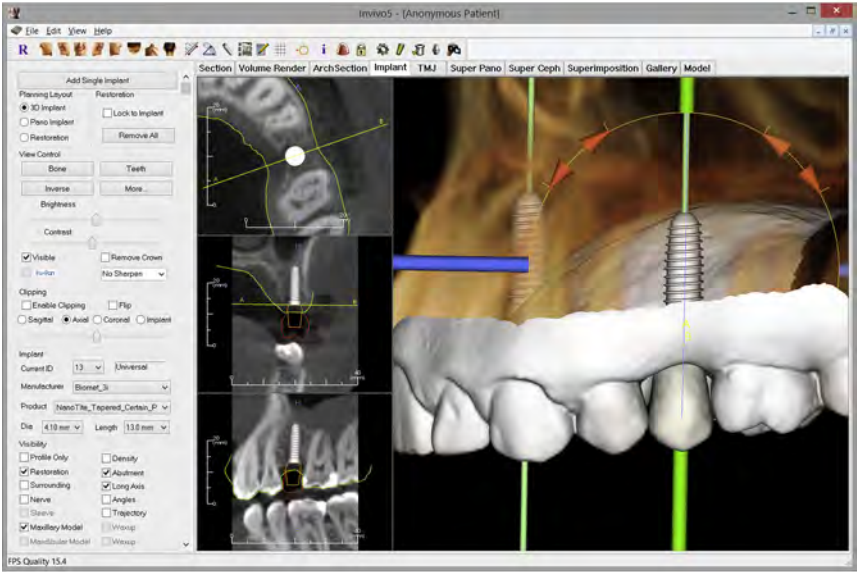 Invivo5 - [Anonymous Patient]
File Edit View Help
R
Section Volume Render ArchSection Implant TMJ Super Pano Super Ceph Superimposition Gallery Model
Add Single Implant
Planning Layout Restoration
3D Implant Lock to Implant
Pano Implant
Restoration Remove All
View Control
Bone Teeth
Inverse More...
Brightness
Contrast
Visible Remove Crown
No Sharpen
Clipping
Enable Clipping Flip
Sagittal Axial Coronal Implant
Implant
Current ID 13 Universal
Manufacturer Biomet_3i
Product NanoTite_Tapered_Certain_P
Dia 4.10 mm Length 13.0 mm
Visibility
Profile Only Density
Restoration Abutment
Surrounding Long Axis
Nerve Angles
Sleeve Trajectory
Maxillary Model Waxup
Mandibular Model Waxup
FPS Quality 15.4